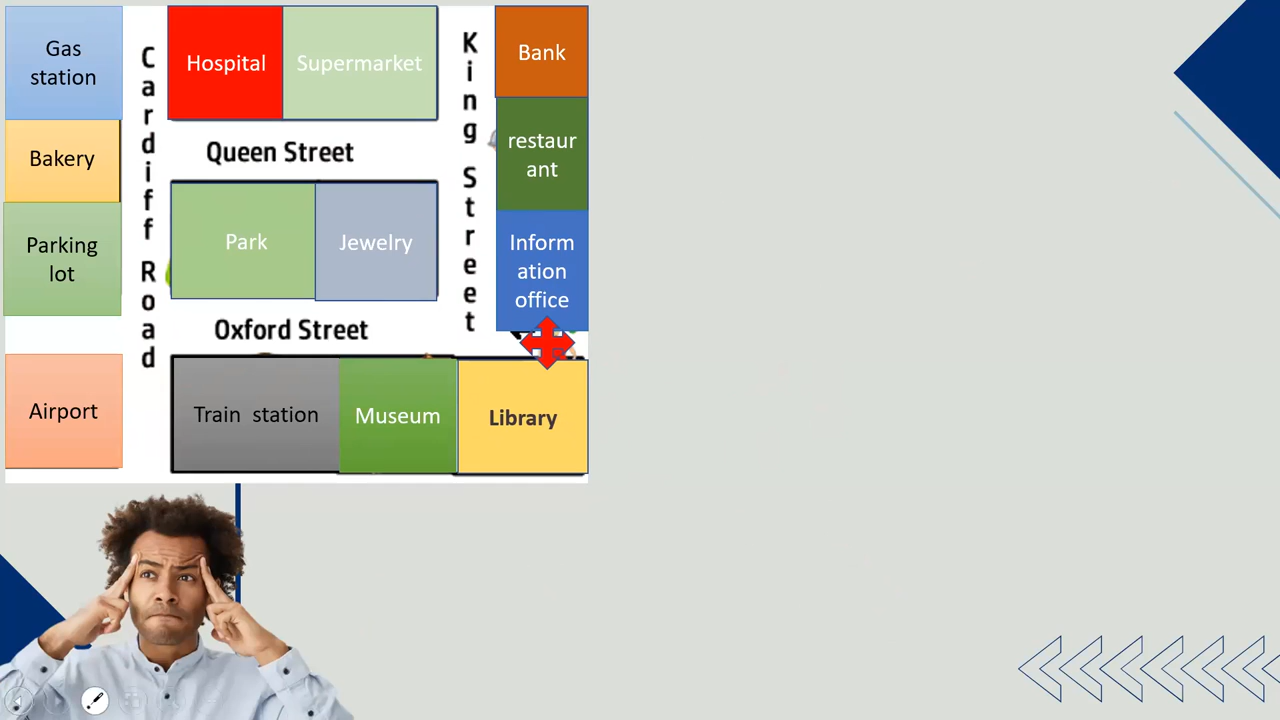 Gas
station
Cardiff Road
Hospital
Supermarket
King Street
Bank
Bakery
Queen Street
restaur
ant
Parking
lot
Park
Jewelry
Inform
ation
office
Oxford Street
Airport
Train station
Museum
Library